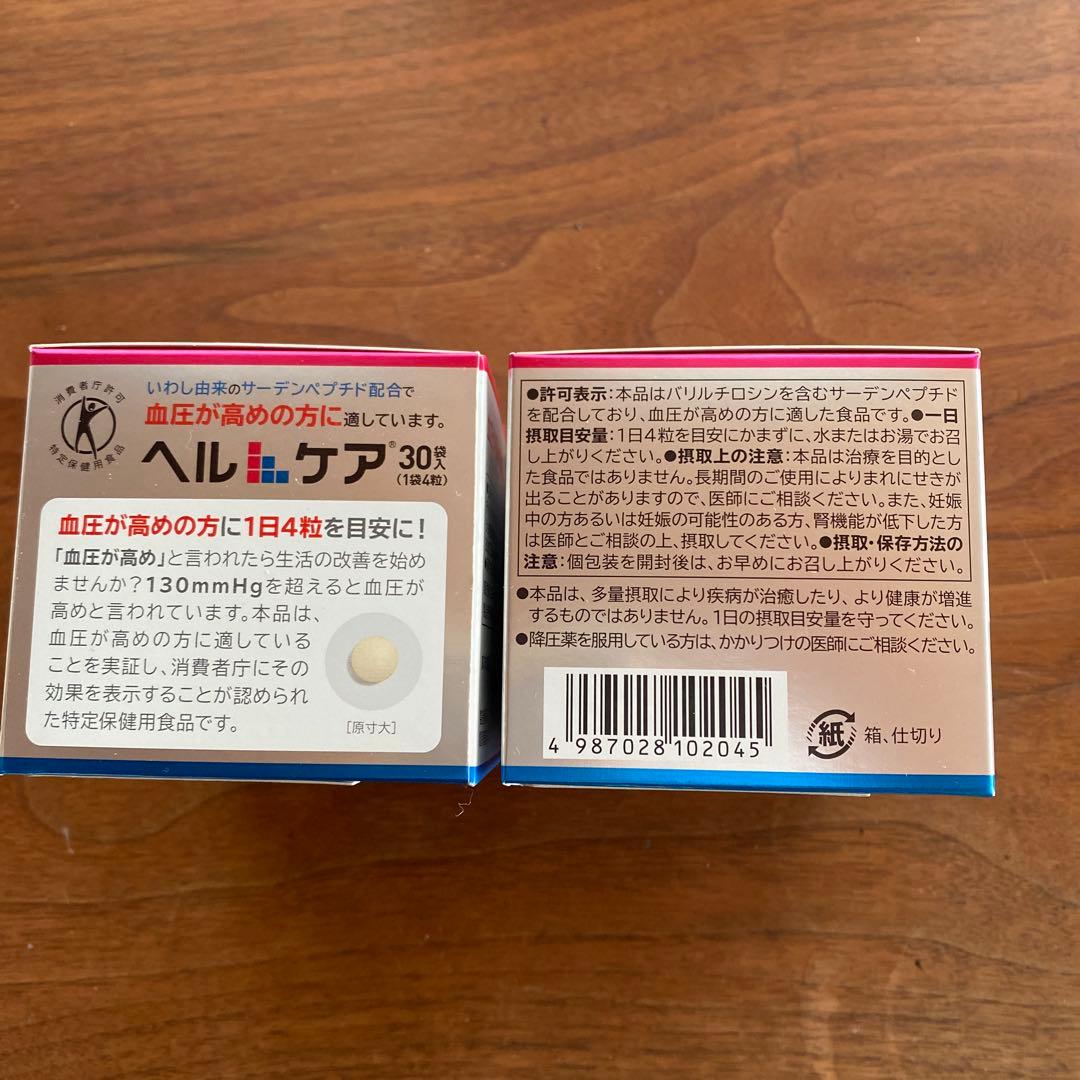 消費者庁許可
特定保健用食品
いわし由来のサーデンペプチド配合で
血圧が高めの方に適しています。
ヘルケア® 30袋入
(1袋4粒)
血圧が高めの方に1日4粒を目安に!
「血圧が高め」と言われたら生活の改善を始め
ませんか?130mmHgを超えると血圧が
高めと言われています。本品は、
血圧が高めの方に適している
ことを実証し、消費者庁にその
効果を表示することが認められ
た特定保健用食品です。
[原寸大]
●許可表示:本品はバリルチロシンを含むサーデンペプチド
を配合しており、血圧が高めの方に適した食品です。●一日
摂取目安量:1日4粒を目安にかまずに、水またはお湯でお召
し上がりください。●摂取上の注意:本品は治療を目的とし
た食品ではありません。長期間のご使用によりまれにせきが
出ることがありますので、医師にご相談ください。また、妊娠
中の方あるいは妊娠の可能性のある方、腎機能が低下した方
は医師とご相談の上、摂取してください。●摂取・保存方法の
注意:個包装を開封後は、お早めにお召し上がりください。
●本品は、多量摂取により疾病が治癒したり、より健康が増進
するものではありません。1日の摂取目安量を守ってください。
●降圧薬を服用している方は、かかりつけの医師にご相談ください。
4 987028 102045
紙 箱、仕切り